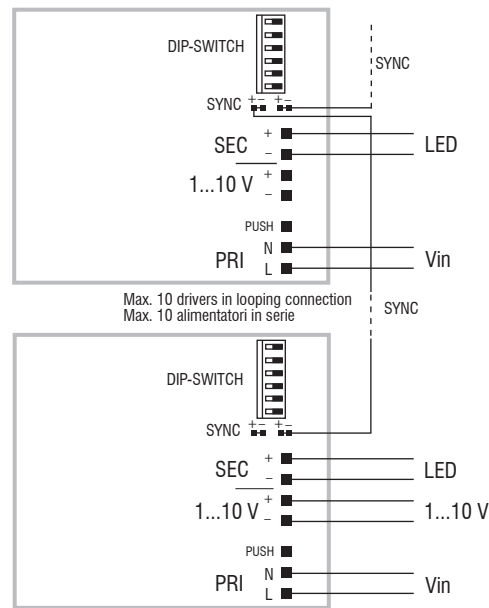 DIP-SWITCH
SYNC
+ - + -
SYNC
SEC + LED
-
1...10 V +
-
PUSH
PRI N Vin
L
Max. 10 drivers in looping connection
Max. 10 alimentatori in serie
SYNC
DIP-SWITCH
SYNC
+ - + -
SEC + LED
-
1...10 V + 1...10 V
-
PUSH
PRI N Vin
L